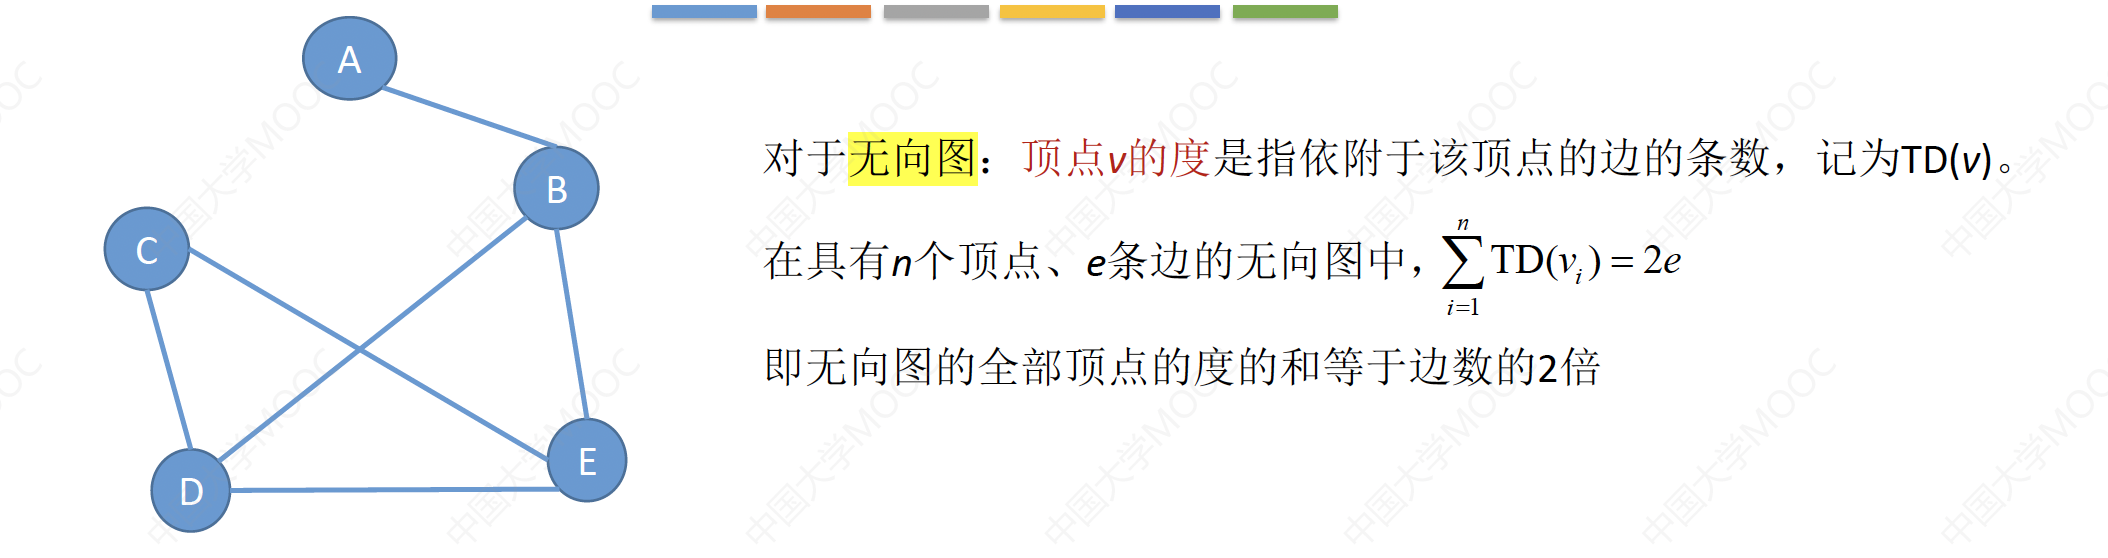 A
B
C
D
E
对于无向图：顶点v的度是指依附于该顶点的边的条数，记为TD(v)。
在具有n个顶点、e条边的无向图中，$\sum_{i=1}^{n} \mathrm{TD}(v_i) = 2e$
即无向图的全部顶点的度的和等于边数的2倍
中国大学MOOC